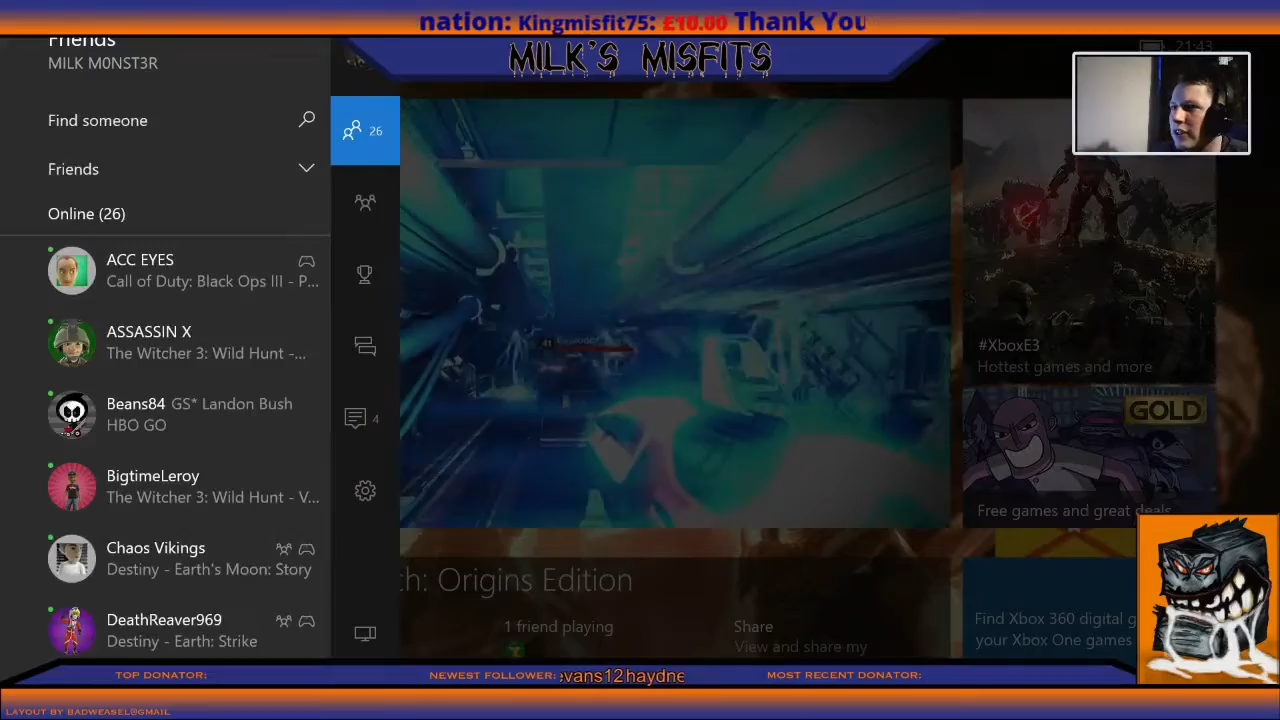 nation: Kingmisfit75: £10.00 Thank You
MILK'S MISFITS
21:43
Friends
MILK M0NST3R
Find someone
Friends
Online (26)
26
ACC EYES
Call of Duty: Black Ops III - P...
ASSASSIN X
The Witcher 3: Wild Hunt -...
Beans84 GS* Landon Bush
HBO GO
4
BigtimeLeroy
The Witcher 3: Wild Hunt - V...
Chaos Vikings
Destiny - Earth's Moon: Story
DeathReaver969
Destiny - Earth: Strike
41
#XboxE3
Hottest games and more
GOLD
Free games and great deals
th: Origins Edition
1 friend playing
Share
View and share my
Find Xbox 360 digital g
your Xbox One games
TOP DONATOR:
NEWEST FOLLOWER: evans12haydne
MOST RECENT DONATOR:
LAYOUT BY BADWEASEL@GMAIL